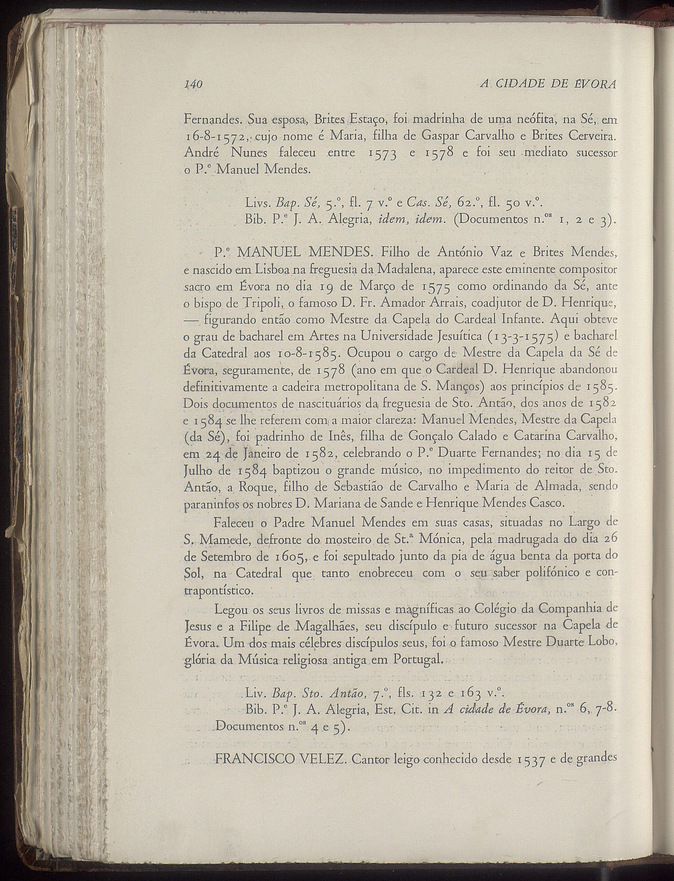 140 A CIDADE DE ÉVORA
Fernandes. Sua esposa, Brites Estaço, foi madrinha de uma neófita, na Sé, em
16-8-1572, cujo nome é Maria, filha de Gaspar Carvalho e Brites Cerveira.
André Nunes faleceu entre 1573 e 1578 e foi seu mediato sucessor
o P.e Manuel Mendes.
Livs. Bap. Sé, 5.º, fl. 7 v.º e Cas. Sé, 62.º, fl. 50 v.º.
Bib. P.e J. A. Alegria, idem, idem. (Documentos n.os 1, 2 e 3).
P.e MANUEL MENDES. Filho de António Vaz e Brites Mendes,
e nascido em Lisboa na freguesia da Madalena, aparece este eminente compositor
sacro em Évora no dia 19 de Março de 1575 como ordinando da Sé, ante
o bispo de Trípoli, o famoso D. Fr. Amador Arrais, coadjutor de D. Henrique,
— figurando então como Mestre da Capela do Cardeal Infante. Aqui obteve
o grau de bacharel em Artes na Universidade Jesuítica (13-3-1575) e bacharel
da Catedral aos 10-8-1585. Ocupou o cargo de Mestre da Capela da Sé de
Évora, seguramente, de 1578 (ano em que o Cardeal D. Henrique abandonou
definitivamente a cadeira metropolitana de S. Manços) aos princípios de 1585.
Dois documentos de nascituários da freguesia de Sto. Antão, dos anos de 1582
e 1584 se lhe referem com a maior clareza: Manuel Mendes, Mestre da Capela
(da Sé), foi padrinho de Inês, filha de Gonçalo Calado e Catarina Carvalho,
em 24 de Janeiro de 1582, celebrando o P.e Duarte Fernandes; no dia 15 de
Julho de 1584 baptizou o grande músico, no impedimento do reitor de Sto.
Antão, a Roque, filho de Sebastião de Carvalho e Maria de Almada, sendo
paraninfos os nobres D. Mariana de Sande e Henrique Mendes Casco.
Faleceu o Padre Manuel Mendes em suas casas, situadas no Largo de
S. Mamede, defronte do mosteiro de St.ª Mónica, pela madrugada do dia 26
de Setembro de 1605, e foi sepultado junto da pia de água benta da porta do
Sol, na Catedral que tanto enobreceu com o seu saber polifónico e con-
trapontístico.
Legou os seus livros de missas e magníficas ao Colégio da Companhia de
Jesus e a Filipe de Magalhães, seu discípulo e futuro sucessor na Capela de
Évora. Um dos mais célebres discípulos seus, foi o famoso Mestre Duarte Lobo,
glória da Música religiosa antiga em Portugal.
Liv. Bap. Sto. Antão, 7.º, fls. 132 e 163 v.º.
Bib. P.e J. A. Alegria, Est. Cit. in A cidade de Évora, n.os 6, 7-8.
Documentos n.os 4 e 5).
FRANCISCO VELEZ. Cantor leigo conhecido desde 1537 e de grandes